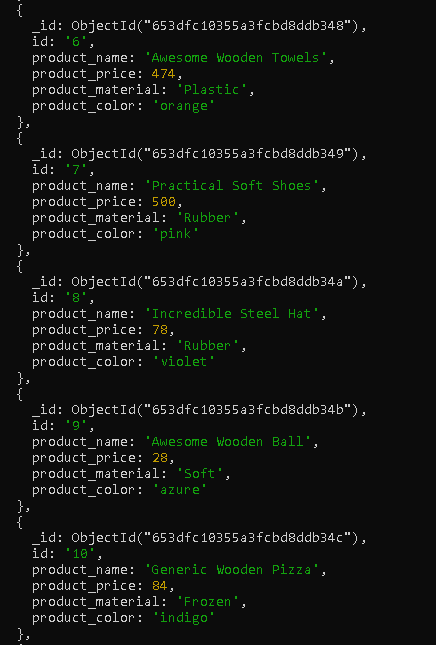 {
_id: ObjectId("653dfc10355a3fcbd8ddb348"),
id: '6',
product_name: 'Awesome Wooden Towels',
product_price: 474,
product_material: 'Plastic',
product_color: 'orange'
},
{
_id: ObjectId("653dfc10355a3fcbd8ddb349"),
id: '7',
product_name: 'Practical Soft Shoes',
product_price: 500,
product_material: 'Rubber',
product_color: 'pink'
},
{
_id: ObjectId("653dfc10355a3fcbd8ddb34a"),
id: '8',
product_name: 'Incredible Steel Hat',
product_price: 78,
product_material: 'Rubber',
product_color: 'violet'
},
{
_id: ObjectId("653dfc10355a3fcbd8ddb34b"),
id: '9',
product_name: 'Awesome Wooden Ball',
product_price: 28,
product_material: 'Soft',
product_color: 'azure'
},
{
_id: ObjectId("653dfc10355a3fcbd8ddb34c"),
id: '10',
product_name: 'Generic Wooden Pizza',
product_price: 84,
product_material: 'Frozen',
product_color: 'indigo'
},